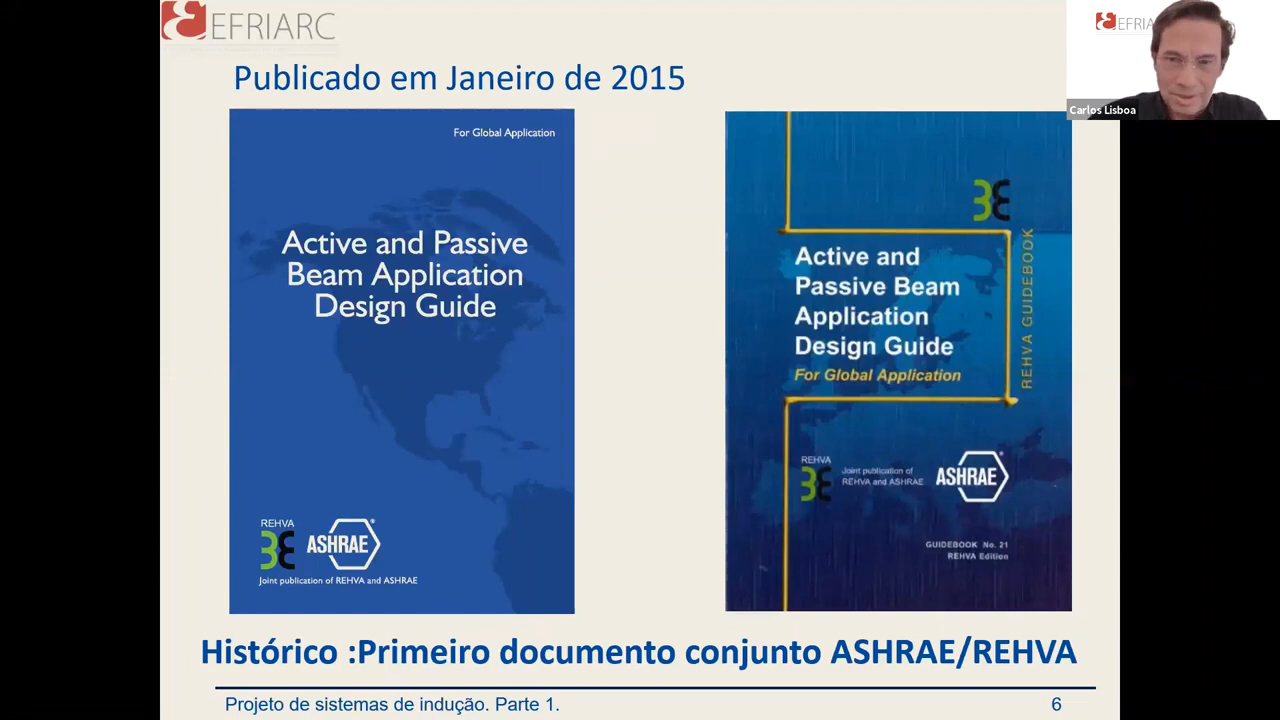 EFRIARC
Publicado em Janeiro de 2015
For Global Application
Active and Passive
Beam Application
Design Guide
REHVA
ASHRAE
Joint publication of REHVA and ASHRAE
REHVA GUIDEBOOK
Active and
Passive Beam
Application
Design Guide
For Global Application
REHVA
Joint publication of
REHVA and ASHRAE
ASHRAE
GUIDEBOOK No. 21
REHVA Edition
Histórico :Primeiro documento conjunto ASHRAE/REHVA
Projeto de sistemas de indução. Parte 1.
6
Carlos Lisboa